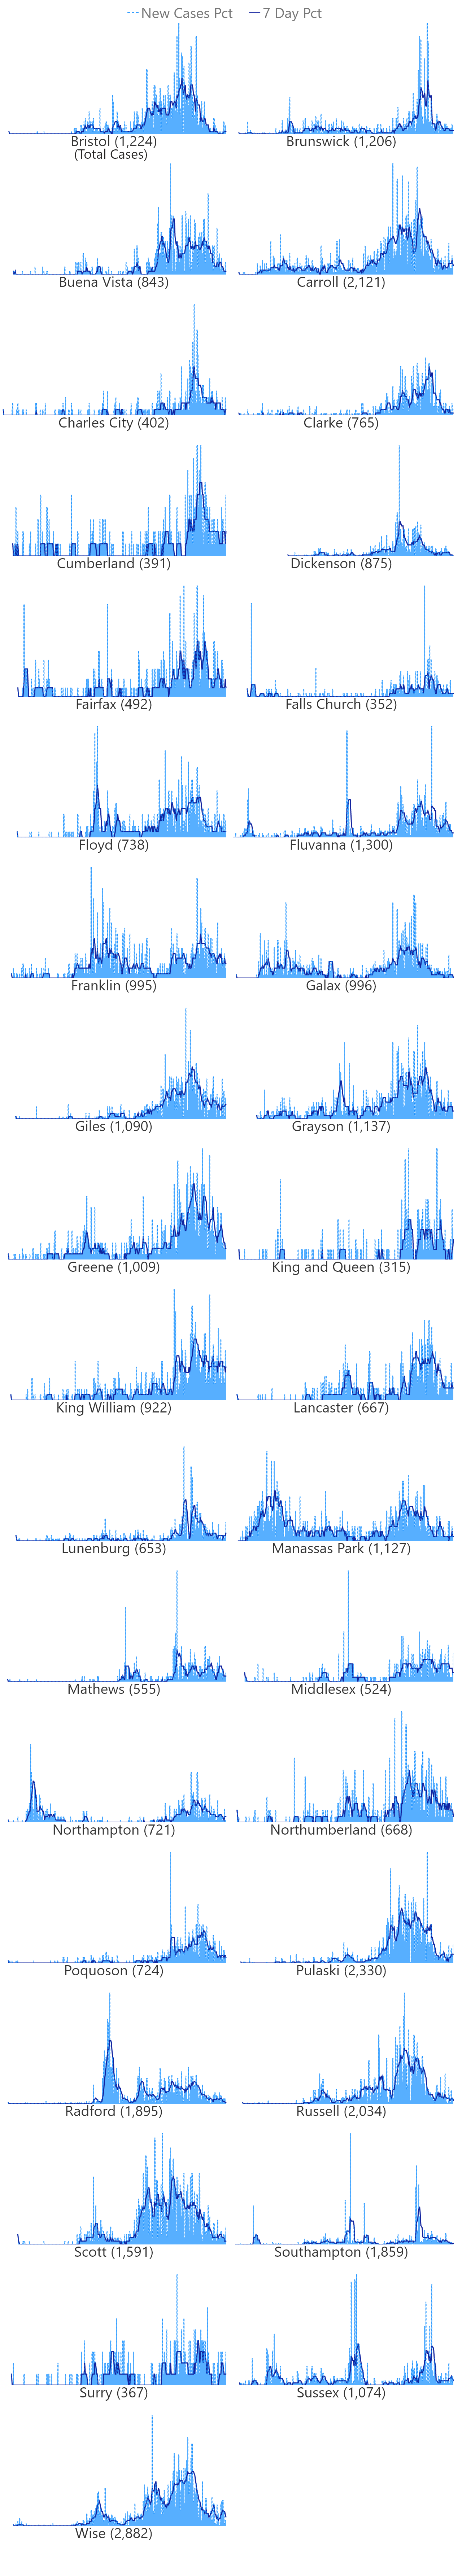 New Cases Pct 7 Day Pct
Bristol (1,224) Brunswick (1,206)
(Total Cases)
Buena Vista (843) Carroll (2,121)
Charles City (402) Clarke (765)
Cumberland (391) Dickenson (875)
Fairfax (492) Falls Church (352)
Floyd (738) Fluvanna (1,300)
Franklin (995) Galax (996)
Giles (1,090) Grayson (1,137)
Greene (1,009) King and Queen (315)
King William (922) Lancaster (667)
Lunenburg (653) Manassas Park (1,127)
Mathews (555) Middlesex (524)
Northampton (721) Northumberland (668)
Poquoson (724) Pulaski (2,330)
Radford (1,895) Russell (2,034)
Scott (1,591) Southampton (1,859)
Surry (367) Sussex (1,074)
Wise (2,882)